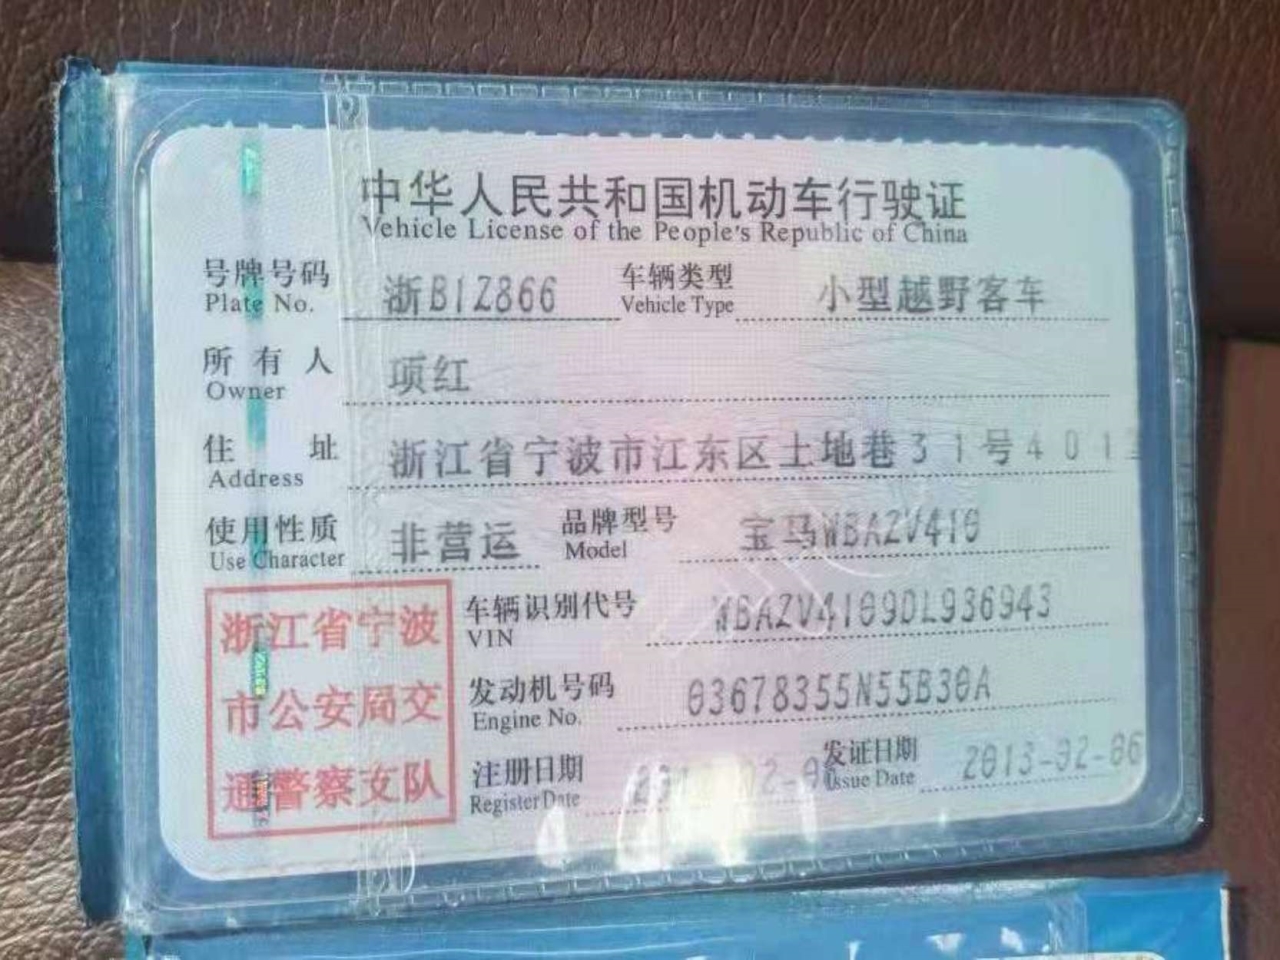 中华人民共和国机动车行驶证
Vehicle License of the People's Republic of China
号牌号码 浙B1Z866 车辆类型 小型越野客车
Plate No. Vehicle Type
所有人 项红
Owner
住址 浙江省宁波市江东区土地巷31号401
Address
使用性质 非营运 品牌型号 宝马WBAZV410
Use Character Model
浙江省宁波
市公安局交
通警察支队
车辆识别代号 WBAZV4109DL936943
VIN
发动机号码 03678355N55B30A
Engine No.
注册日期 发证日期 2013-02-06
Register Date Issue Date